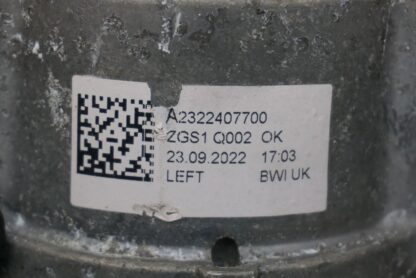 A2322407700
ZGS1 Q002 OK
23.09.2022 17:03
LEFT BWI UK